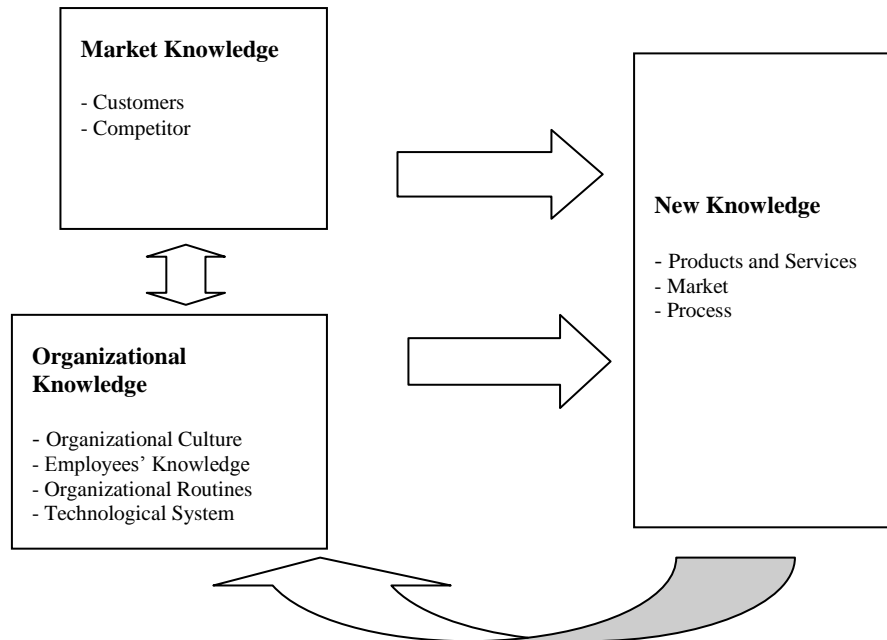 Market Knowledge
- Customers
- Competitor
Organizational
Knowledge
- Organizational Culture
- Employees’ Knowledge
- Organizational Routines
- Technological System
New Knowledge
- Products and Services
- Market
- Process